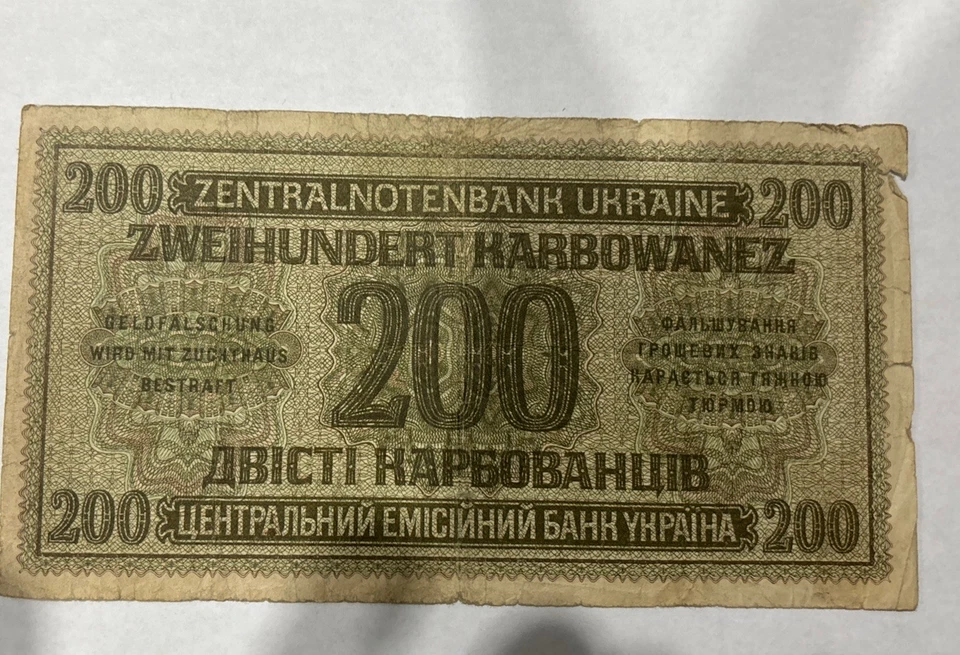 200 ZENTRALNOTENBANK UKRAINE 200
ZWEIHUNDERT KARBOWANEZ
200
GELDFÄLSCHUNG
WIRD MIT ZUCHTHAUS
BESTRAFT
ФАЛЬШУВАННЯ
ГРОШЕВИХ ЗНАКІВ
КАРАЄТЬСЯ ТЯЖНОЮ
ТЮРМОЮ
ДВІСТІ КАРБОВАНЦІВ
200 ЦЕНТРАЛЬНИЙ ЕМІСІЙНИЙ БАНК УКРАЇНА 200